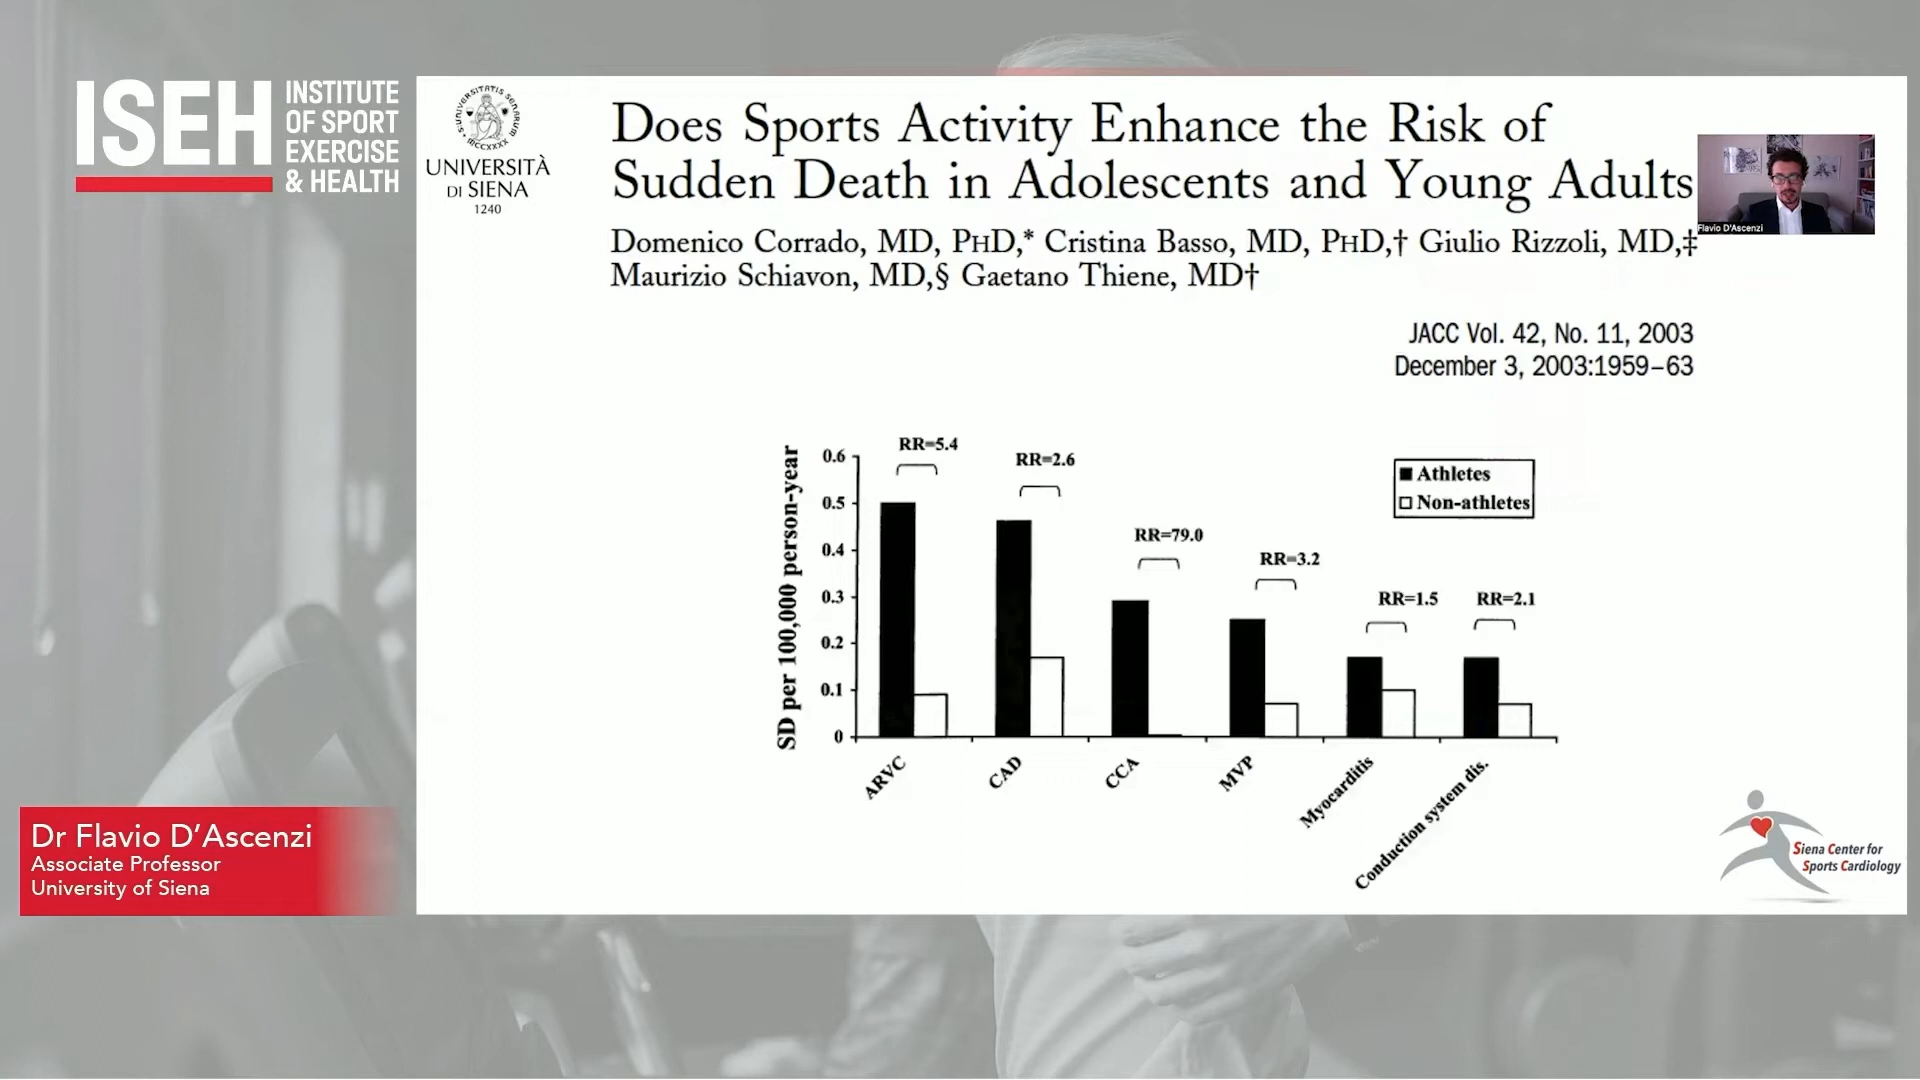 ISEH
INSTITUTE
OF SPORT
EXERCISE
& HEALTH
UNIVERSITÀ
DI SIENA
1240
Does Sports Activity Enhance the Risk of
Sudden Death in Adolescents and Young Adults
Domenico Corrado, MD, PHD,* Cristina Basso, MD, PHD,† Giulio Rizzoli, MD,‡
Maurizio Schiavon, MD,§ Gaetano Thiene, MD†
Flavio D'Ascenzi
JACC Vol. 42, No. 11, 2003
December 3, 2003:1959–63
SD per 100,000 person-year
0.6
0.5
0.4
0.3
0.2
0.1
0
RR=5.4
RR=2.6
RR=79.0
RR=3.2
RR=1.5
RR=2.1
Athletes
Non-athletes
ARVC
CAD
CCA
MVP
Myocarditis
Conduction system dis.
Siena Center for
Sports Cardiology
Dr Flavio D’Ascenzi
Associate Professor
University of Siena